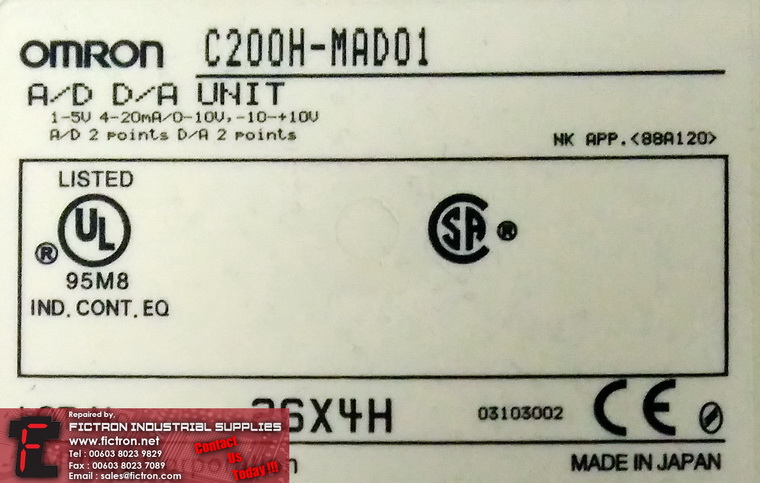 OMRON C200H-MAD01
A/D D/A UNIT
1-5V 4-20mA/0-10V,-10-+10V
A/D 2 points D/A 2 points
NK APP.<88A120>
LISTED
UL
®
95M8
IND. CONT. EQ
SA ®
6X4H
03103002
CE
MADE IN JAPAN
Repaired by,
FICTRON INDUSTRIAL SUPPLIES
www.fictron.net
Tel : 00603 8023 9829
Fax : 00603 8023 7089
Email : sales@fictron.com
Contact
Us
Today !!!